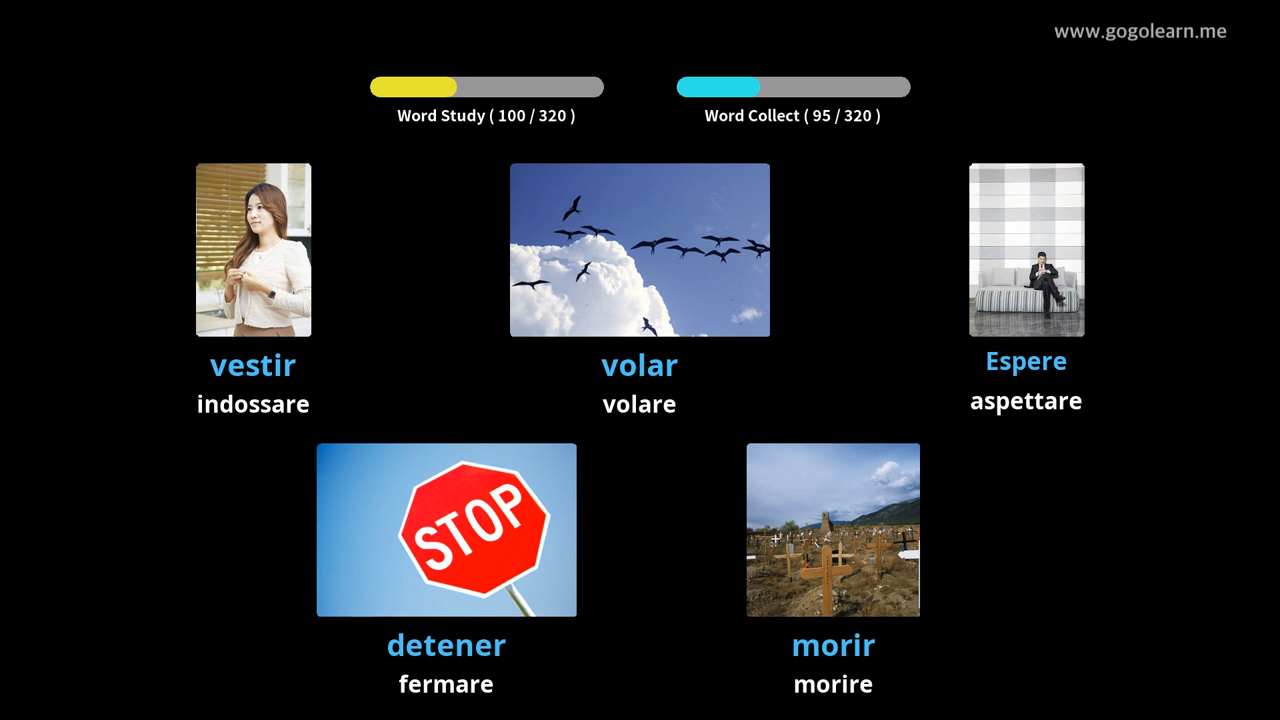 www.gogolearn.me
Word Study ( 100 / 320 )
Word Collect ( 95 / 320 )
vestir
indossare
volar
volare
Espere
aspettare
STOP
detener
fermare
morir
morire